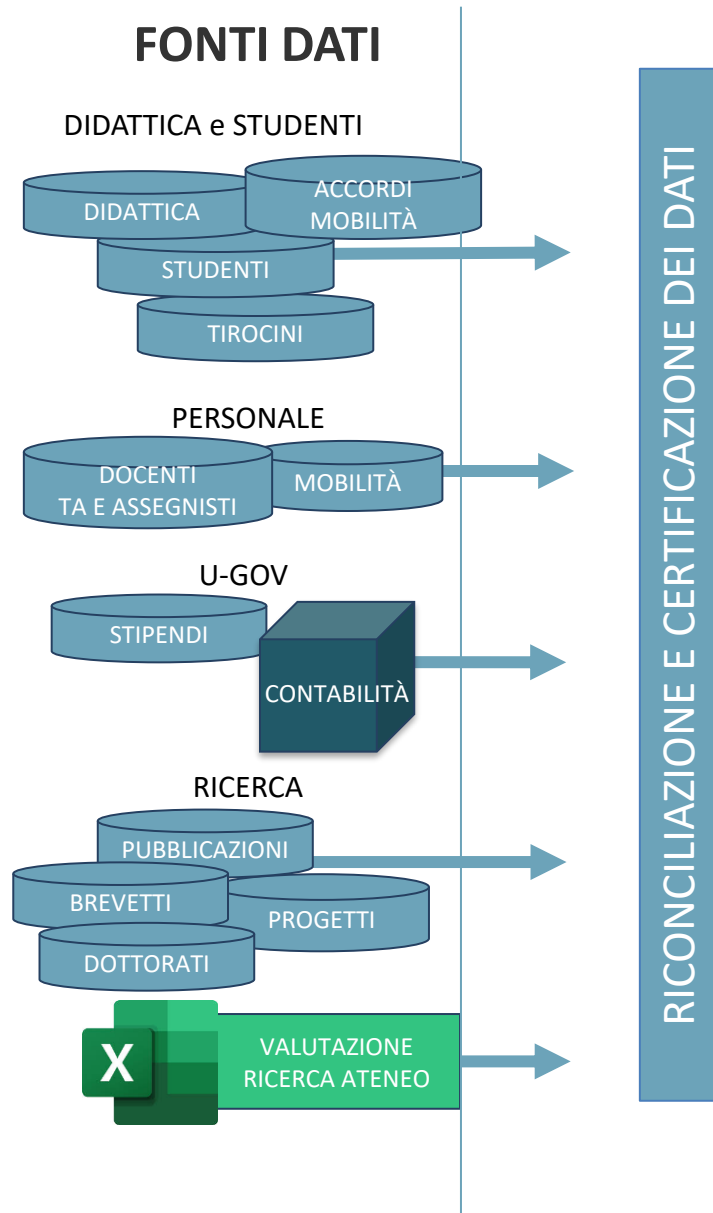 FONTI DATI
DIDATTICA e STUDENTI
DIDATTICA
ACCORDI
MOBILITÀ
STUDENTI
TIROCINI
PERSONALE
DOCENTI
TA E ASSEGNISTI
MOBILITÀ
U-GOV
STIPENDI
CONTABILITÀ
RICERCA
PUBBLICAZIONI
BREVETTI
PROGETTI
DOTTORATI
X
VALUTAZIONE
RICERCA ATENEO
RICONCILIAZIONE E CERTIFICAZIONE DEI DATI